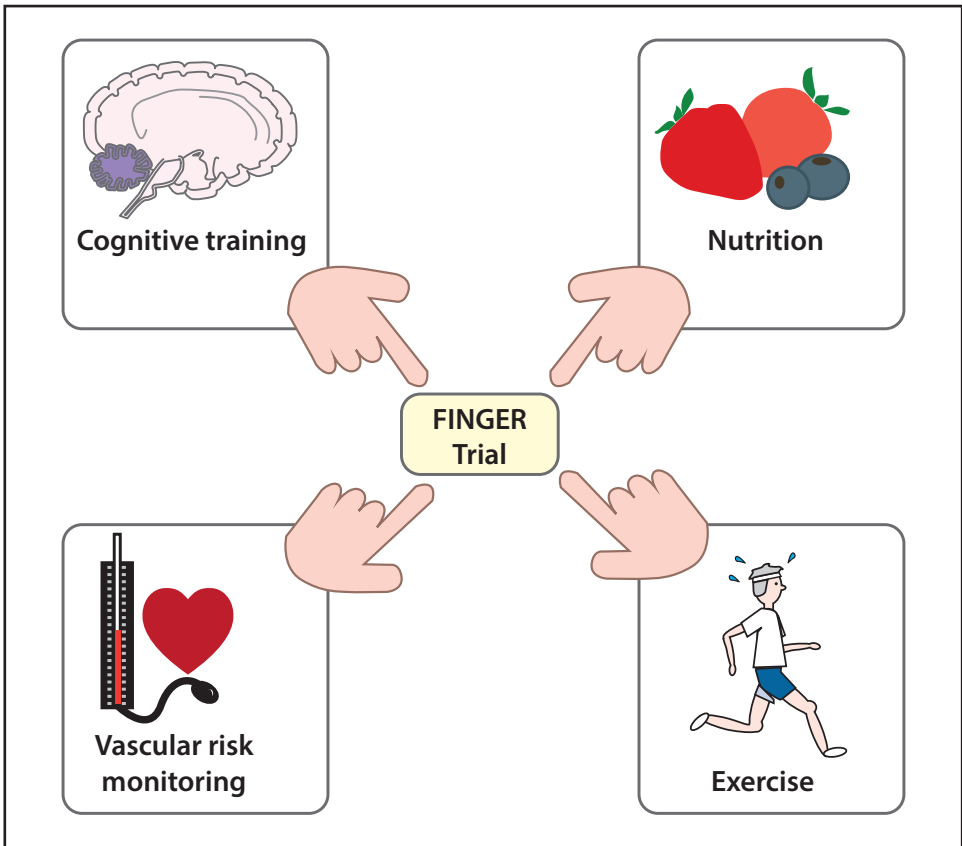 Cognitive training
Nutrition
FINGER
Trial
Vascular risk
monitoring
Exercise